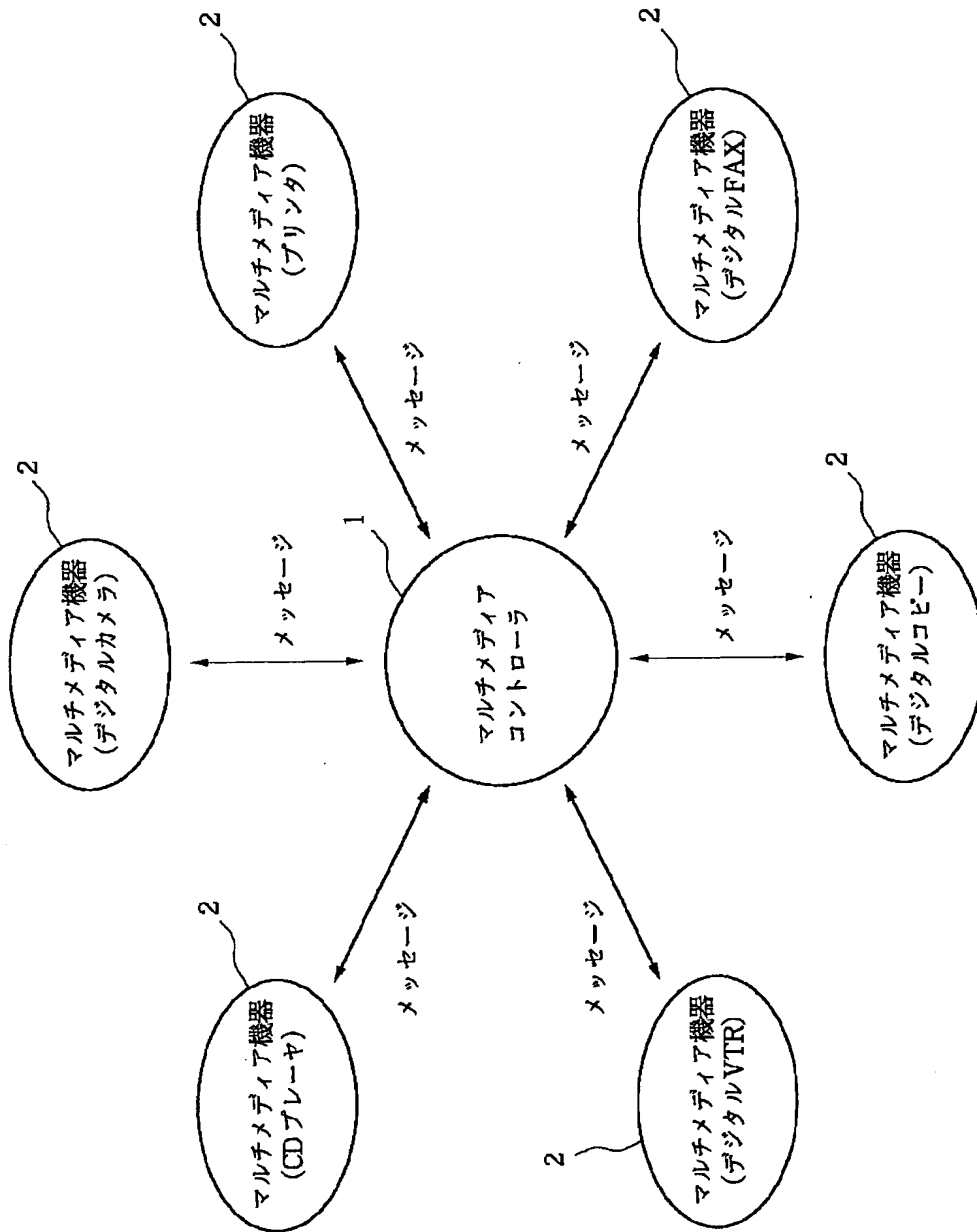 2
マルチメディア機器
(デジタルカメラ)
2
マルチメディア機器
(CDプレーヤ)
2
マルチメディア機器
(プリンタ)
メッセージ
メッセージ
メッセージ
1
マルチメディア
コントローラ
メッセージ
メッセージ
メッセージ
2
マルチメディア機器
(デジタルVTR)
2
マルチメディア機器
(デジタルFAX)
2
マルチメディア機器
(デジタルコピー)